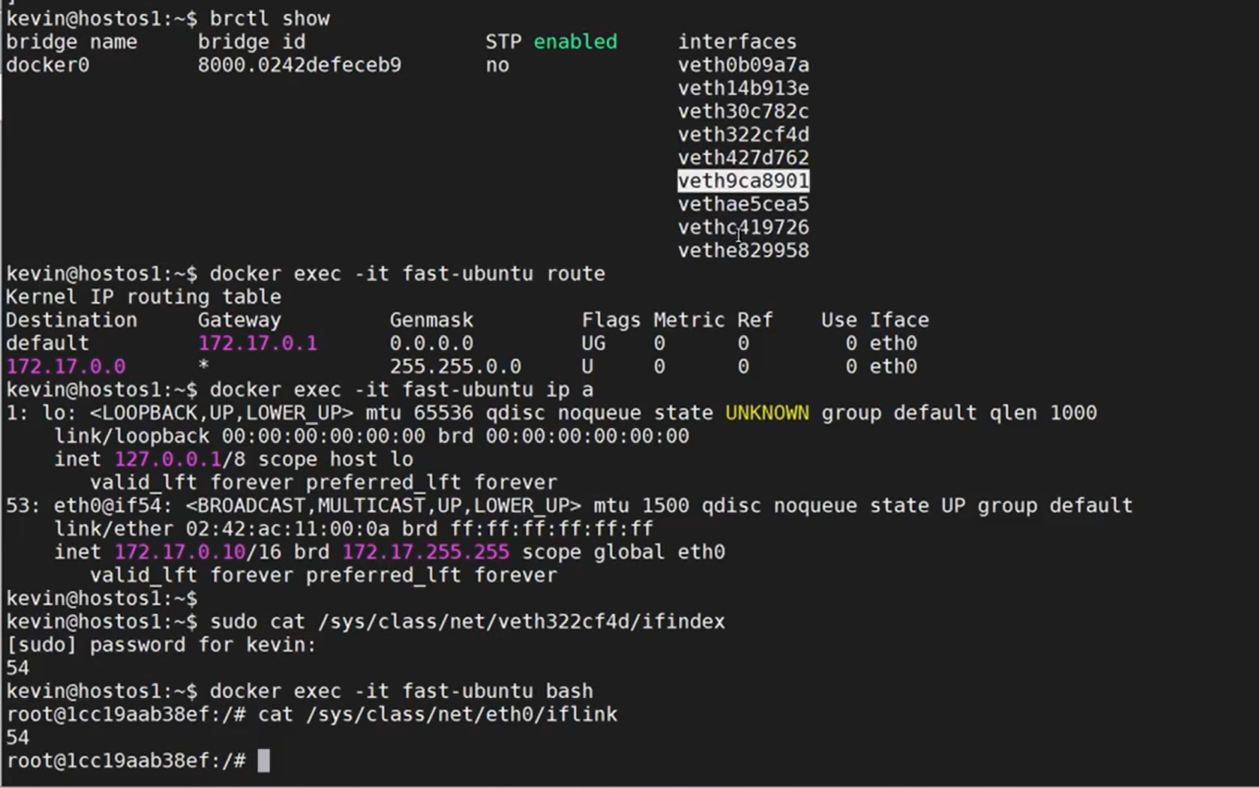 kevin@hostos1:~$ brctl show
bridge name     bridge id               STP enabled     interfaces
docker0         8000.0242defeceb9       no              veth0b09a7a
                                                        veth14b913e
                                                        veth30c782c
                                                        veth322cf4d
                                                        veth427d762
                                                        veth9ca8901
                                                        vethae5cea5
                                                        vethc419726
                                                        vethe829958
kevin@hostos1:~$ docker exec -it fast-ubuntu route
Kernel IP routing table
Destination     Gateway         Genmask         Flags Metric Ref    Use Iface
default         172.17.0.1      0.0.0.0         UG    0      0        0 eth0
172.17.0.0      *               255.255.0.0     U     0      0        0 eth0
kevin@hostos1:~$ docker exec -it fast-ubuntu ip a
1: lo: <LOOPBACK,UP,LOWER_UP> mtu 65536 qdisc noqueue state UNKNOWN group default qlen 1000
    link/loopback 00:00:00:00:00:00 brd 00:00:00:00:00:00
    inet 127.0.0.1/8 scope host lo
       valid_lft forever preferred_lft forever
53: eth0@if54: <BROADCAST,MULTICAST,UP,LOWER_UP> mtu 1500 qdisc noqueue state UP group default
    link/ether 02:42:ac:11:00:0a brd ff:ff:ff:ff:ff:ff
    inet 172.17.0.10/16 brd 172.17.255.255 scope global eth0
       valid_lft forever preferred_lft forever
kevin@hostos1:~$
kevin@hostos1:~$ sudo cat /sys/class/net/veth322cf4d/ifindex
[sudo] password for kevin:
54
kevin@hostos1:~$ docker exec -it fast-ubuntu bash
root@1cc19aab38ef:/# cat /sys/class/net/eth0/iflink
54
root@1cc19aab38ef:/#